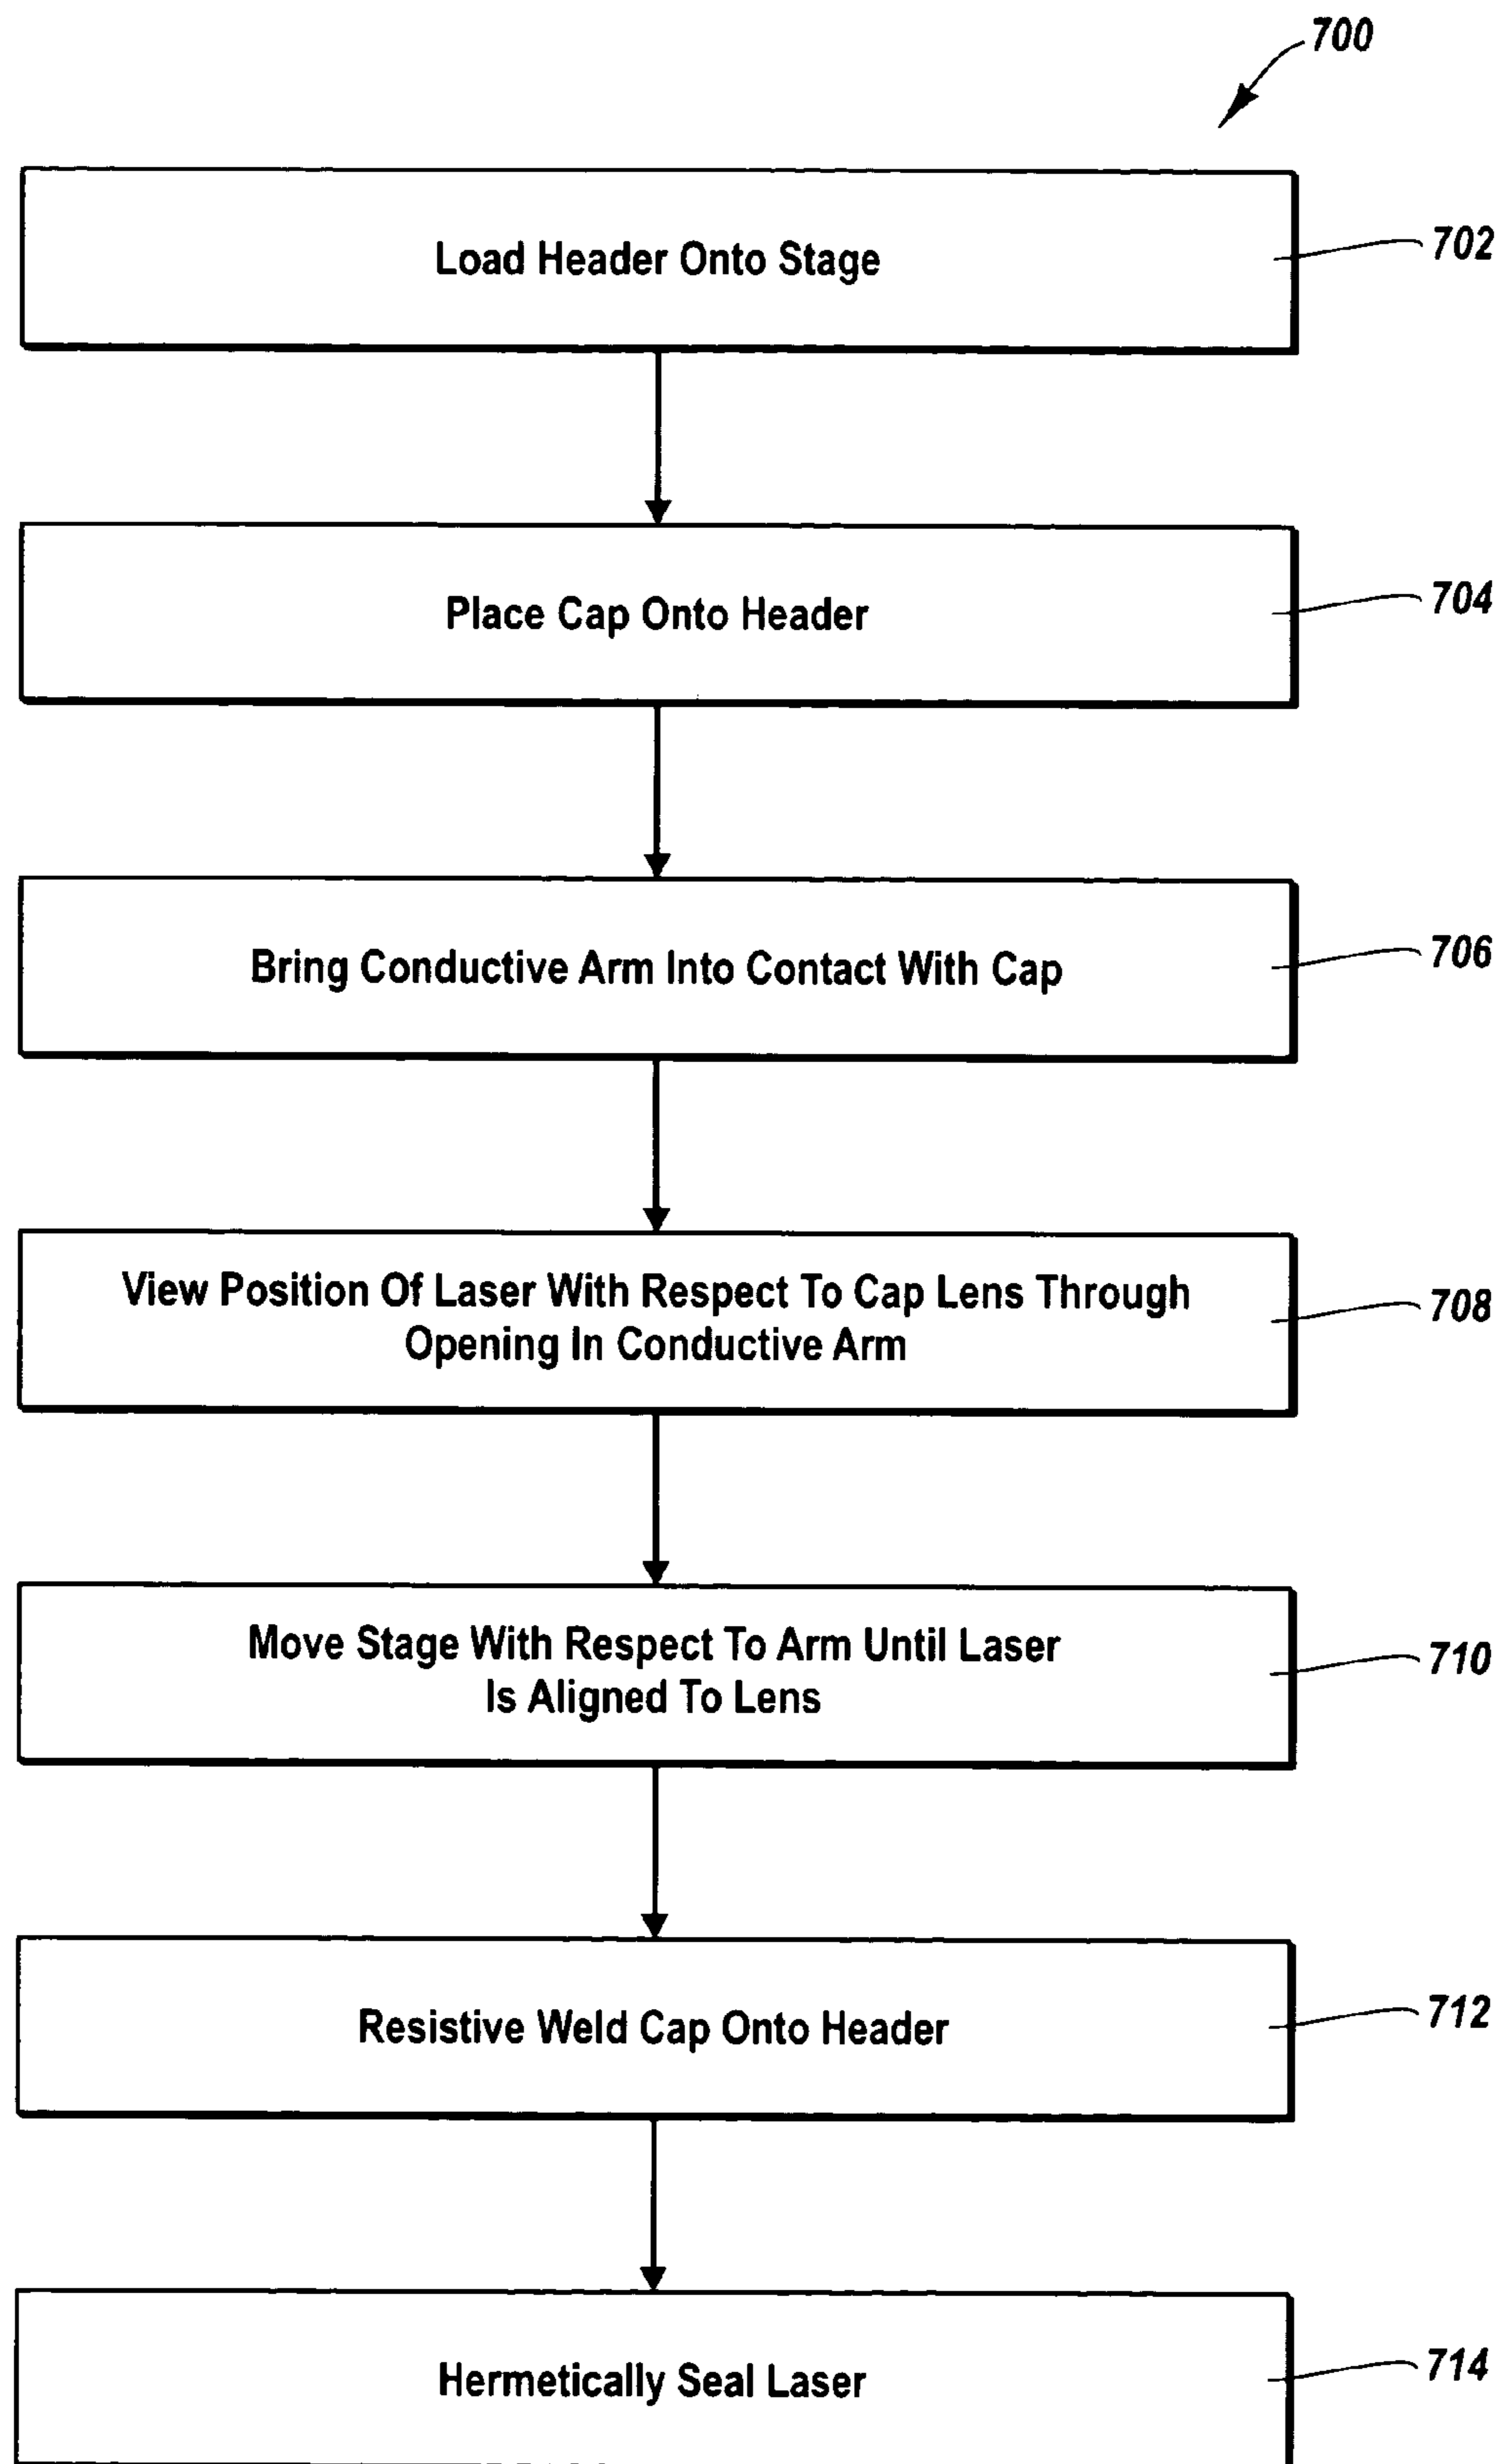 700
Load Header Onto Stage
702
Place Cap Onto Header
704
Bring Conductive Arm Into Contact With Cap
706
View Position Of Laser With Respect To Cap Lens Through
Opening In Conductive Arm
708
Move Stage With Respect To Arm Until Laser
Is Aligned To Lens
710
Resistive Weld Cap Onto Header
712
Hermetically Seal Laser
714